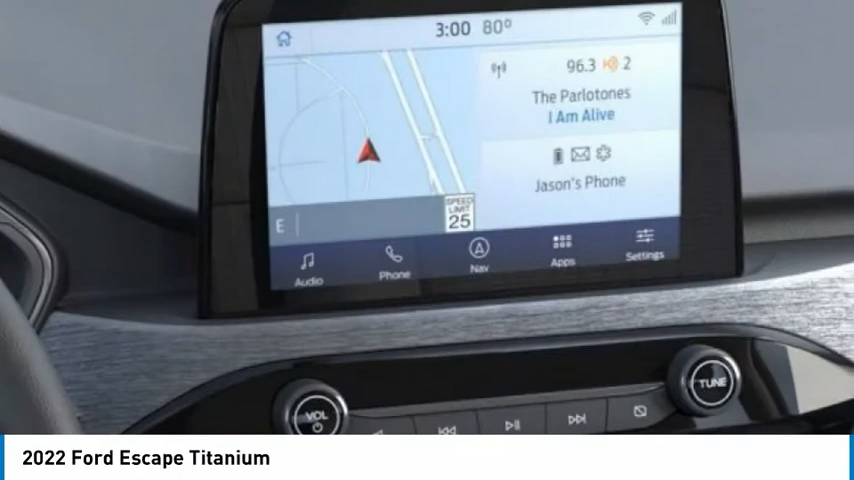 3:00 80°
96.3 2
The Parlotones
I Am Alive
Jason's Phone
E
SPEED
LIMIT
25
Audio
Phone
Nav
Apps
Settings
VOL
TUNE
2022 Ford Escape Titanium